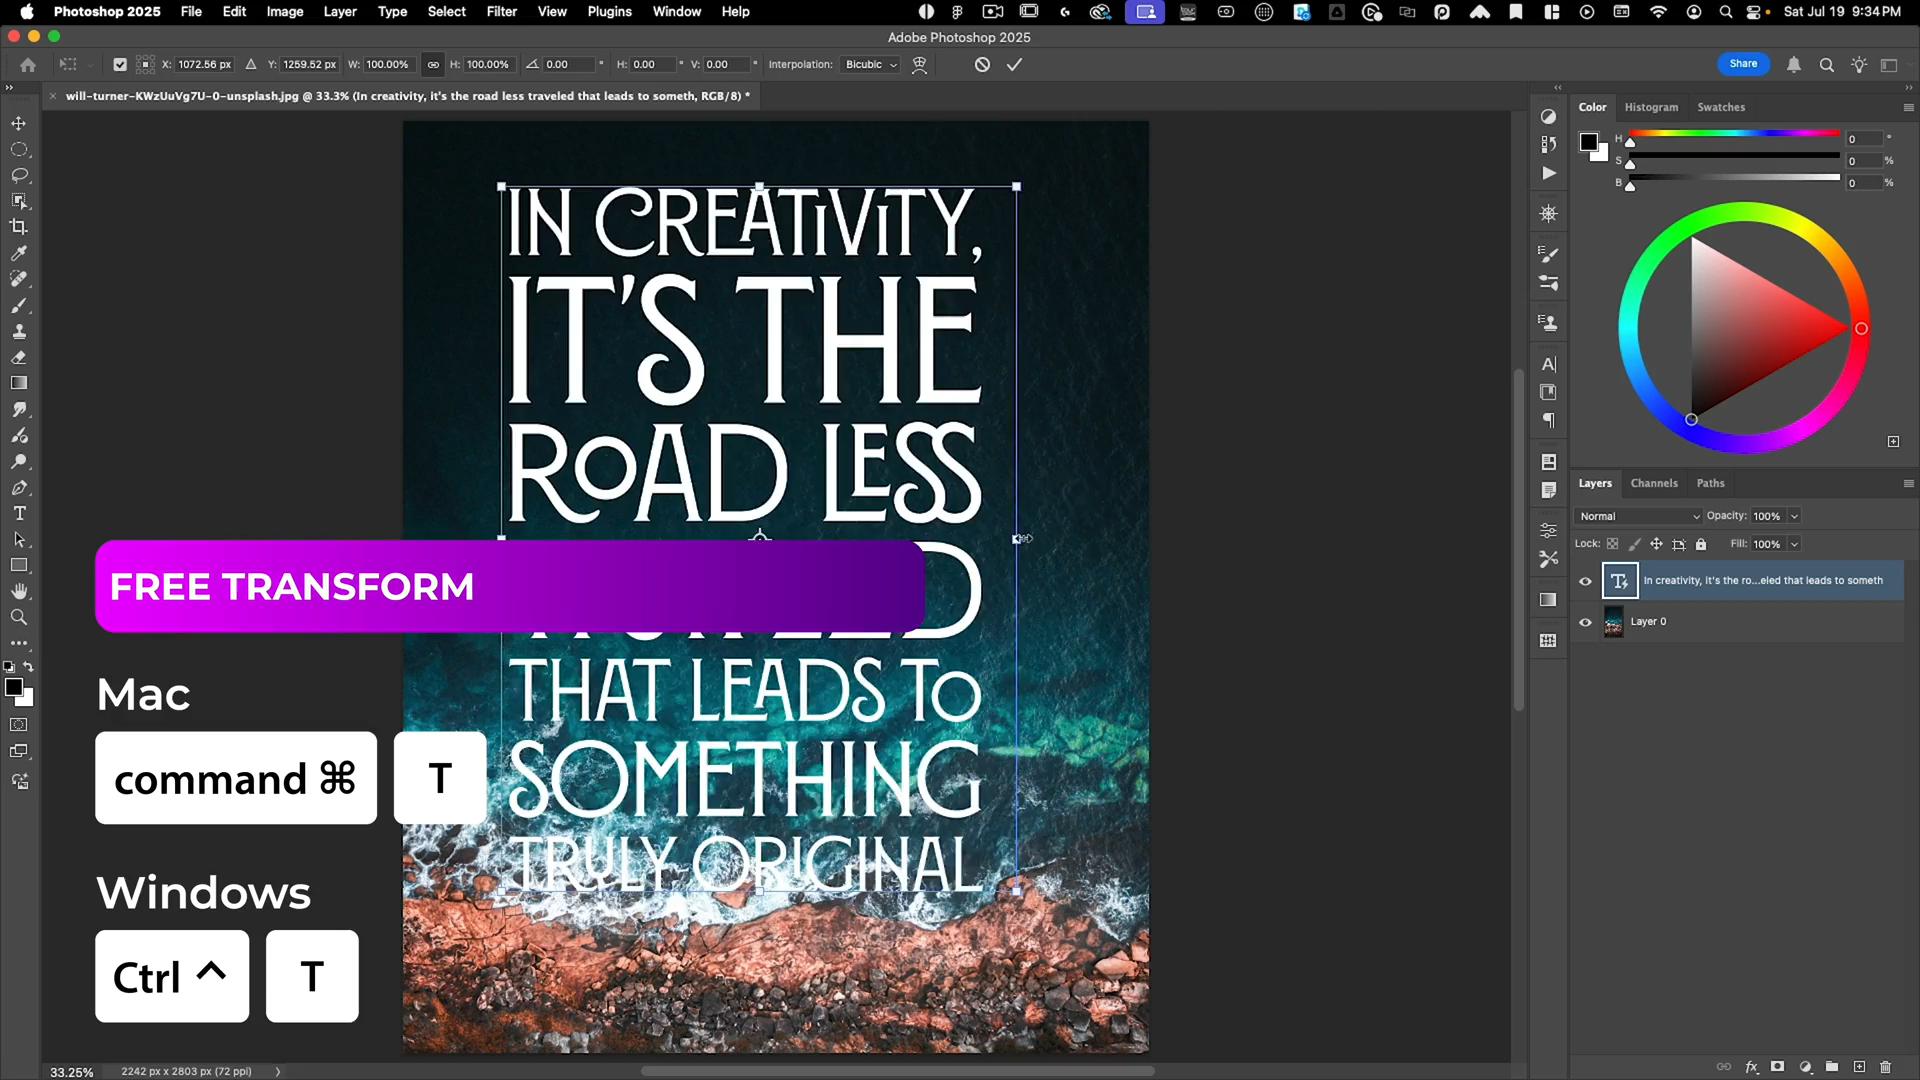 Photoshop 2025 File Edit Image Layer Type Select Filter View Plugins Window Help Sat Jul 19 9:34 PM
Adobe Photoshop 2025
X: 1072.56 px Y: 1259.52 px W: 100.00% H: 100.00% 0.00 ° H: 0.00 ° V: 0.00 ° Interpolation: Bicubic Share
will-turner-KWzUuVg7U-0-unsplash.jpg @ 33.3% (In creativity, it's the road less traveled that leads to someth, RGB/8) *
Color Histogram Swatches
H 0 °
S 0 %
B 0 %
IN CREATIVITY,
IT'S THE
ROAD LESS
THAT LEADS TO
SOMETHING
TRULY ORIGINAL
FREE TRANSFORM
Mac
command ⌘ T
Windows
Ctrl ^ T
Layers Channels Paths
Normal Opacity: 100%
Lock: Fill: 100%
In creativity, it's the ro...eled that leads to someth
Layer 0
33.25% 2242 px x 2803 px (72 ppi)